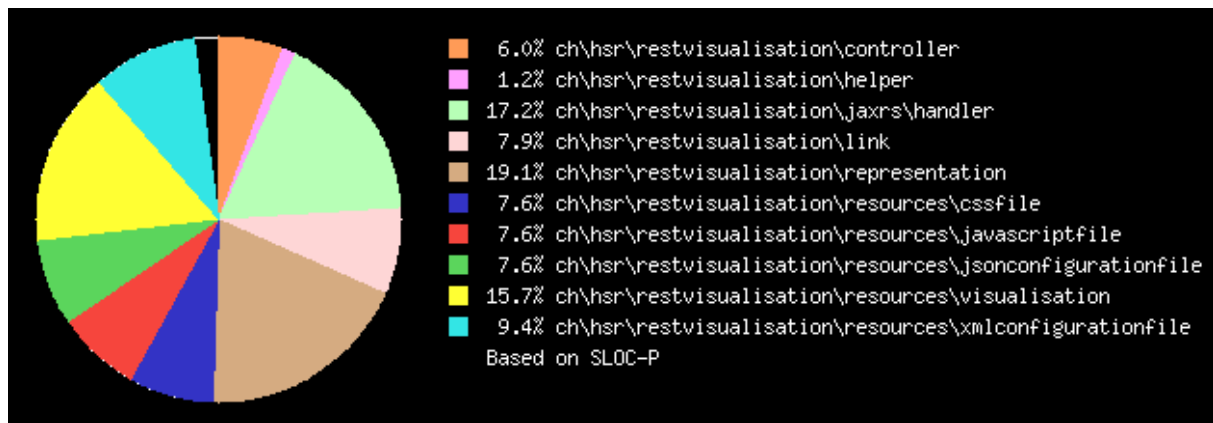 6.0% ch\hsr\restvisualisation\controller
1.2% ch\hsr\restvisualisation\helper
17.2% ch\hsr\restvisualisation\jaxrs\handler
7.9% ch\hsr\restvisualisation\link
19.1% ch\hsr\restvisualisation\representation
7.6% ch\hsr\restvisualisation\resources\cssfile
7.6% ch\hsr\restvisualisation\resources\javascriptfile
7.6% ch\hsr\restvisualisation\resources\jsonconfigurationfile
15.7% ch\hsr\restvisualisation\resources\visualisation
9.4% ch\hsr\restvisualisation\resources\xmlconfigurationfile
Based on SLOC-P